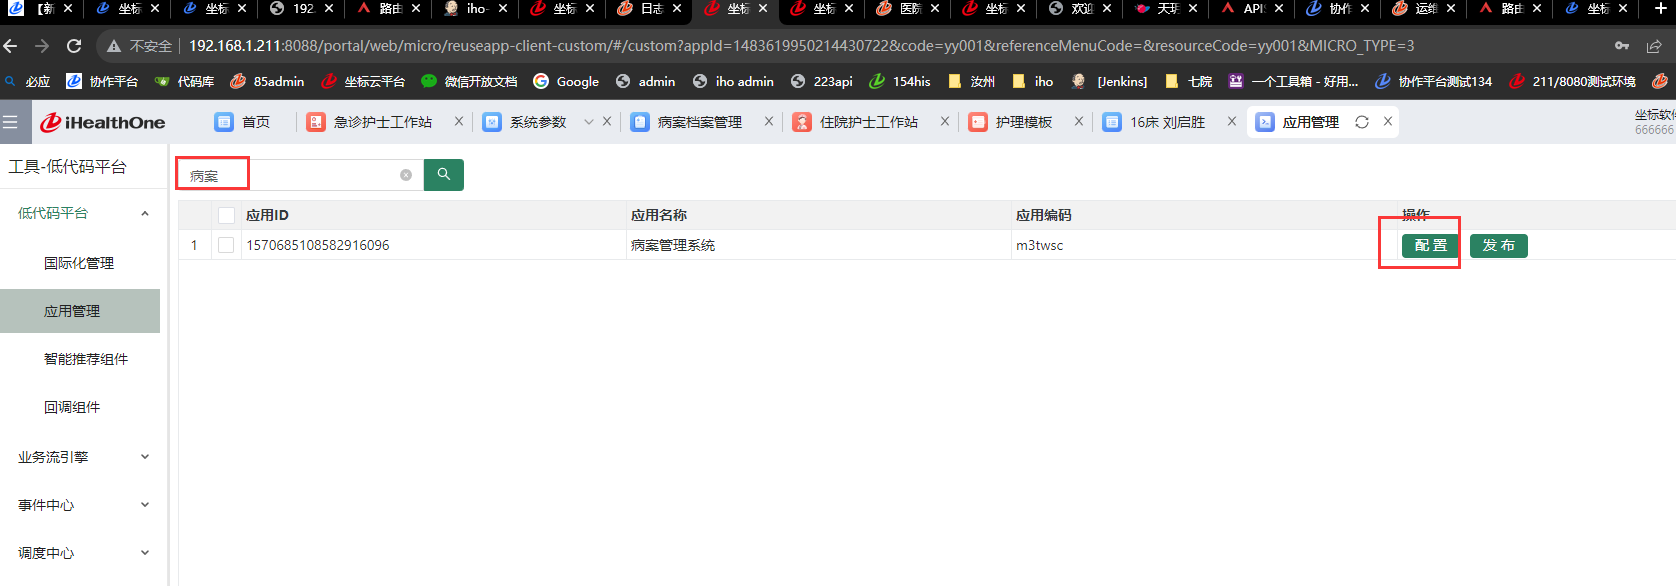 【新
坐标
坐标
192.
路由
iho-
坐标
日志
坐标
坐标
医院
坐标
欢迎
天玥
API
协作
运维
路由
坐标
不安全
192.168.1.211:8088/portal/web/micro/reuseapp-client-custom/#/custom?appId=1483619950214430722&code=yy001&referenceMenuCode=&resourceCode=yy001&MICRO_TYPE=3
必应 协作平台 代码库 85admin 坐标云平台 微信开放文档 Google admin iho admin 223api 154his 汝州 iho [Jenkins] 七院 一个工具箱 - 好用... 协作平台测试134 211/8080测试环境
iHealthOne 首页 急诊护士工作站 系统参数 病案档案管理 住院护士工作站 护理模板 16床 刘启胜 应用管理 坐标软件
666666
工具-低代码平台
低代码平台
国际化管理
应用管理
智能推荐组件
回调组件
业务流引擎
事件中心
调度中心
病案
应用ID 应用名称 应用编码 操作
1 1570685108582916096 病案管理系统 m3twsc 配 置 发 布